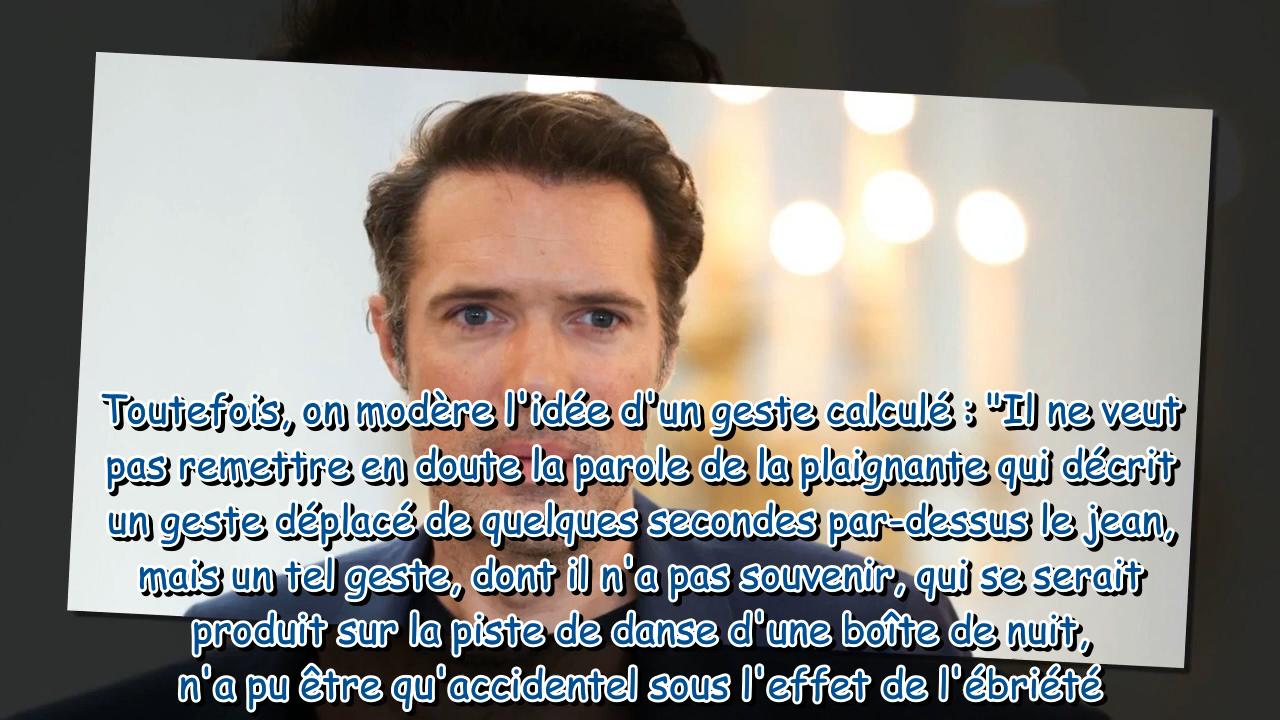 Toutefois, on modère l'idée d'un geste calculé : "Il ne veut
pas remettre en doute la parole de la plaignante qui décrit
un geste déplacé de quelques secondes par-dessus le jean,
mais un tel geste, dont il n'a pas souvenir, qui se serait
produit sur la piste de danse d'une boîte de nuit,
n'a pu être qu'accidentel sous l'effet de l'ébriété